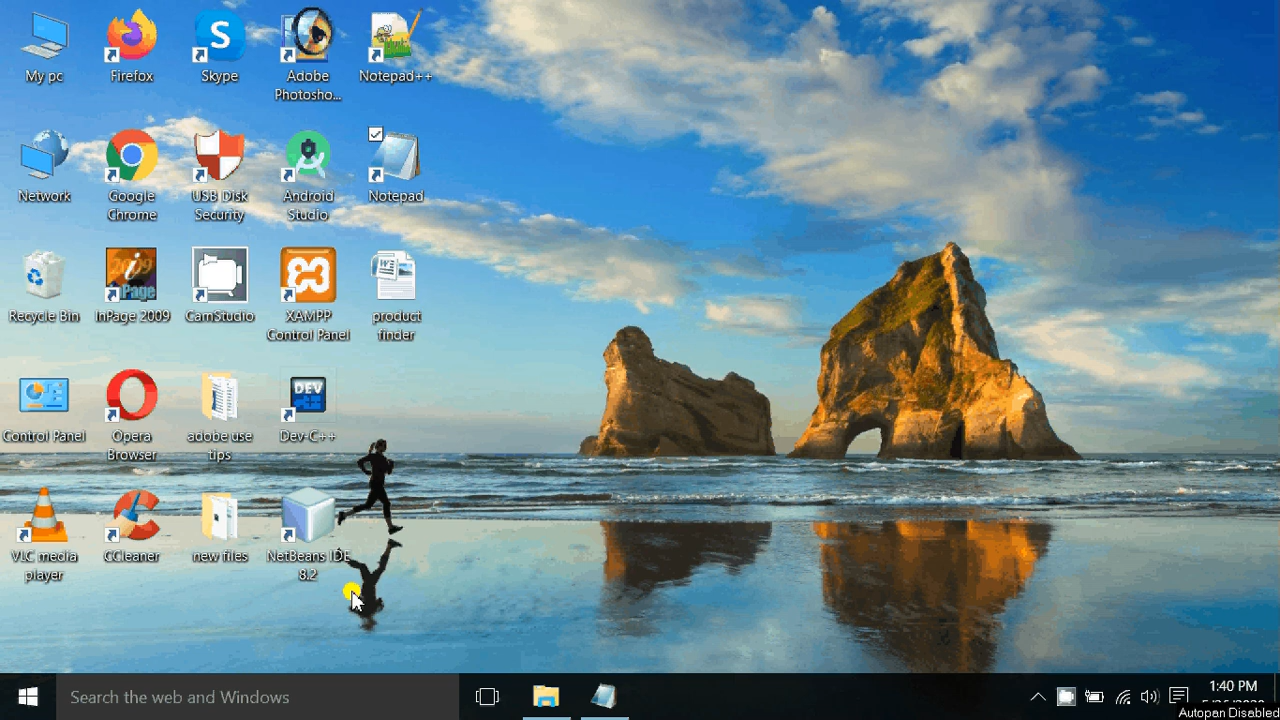 My pc
Firefox
Skype
Adobe
Photosho...
Notepad++
Network
Google
Chrome
USB Disk
Security
Android
Studio
Notepad
Recycle Bin
InPage 2009
CamStudio
XAMPP
Control Panel
product
finder
Control Panel
Opera
Browser
adobe use
tips
DEV
Dev-C++
VLC media
player
CCleaner
new files
NetBeans IDE
8.2
Search the web and Windows
1:40 PM
Autopan Disabled